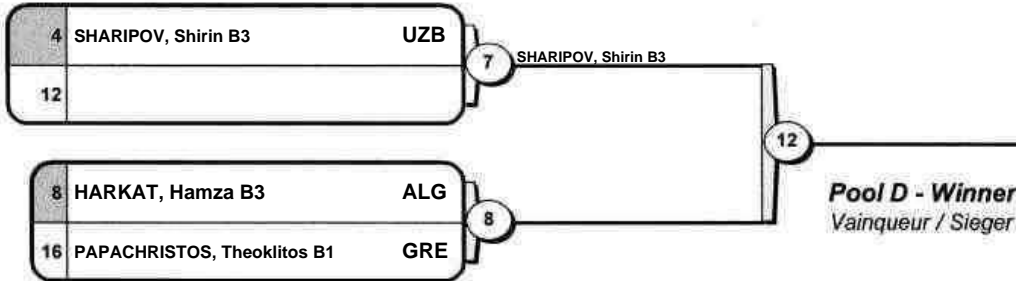 4 SHARIPOV, Shirin B3 UZB
12
7
SHARIPOV, Shirin B3
8 HARKAT, Hamza B3 ALG
16 PAPACHRISTOS, Theoklitos B1 GRE
8
12
Pool D - Winner
Vainqueur / Sieger